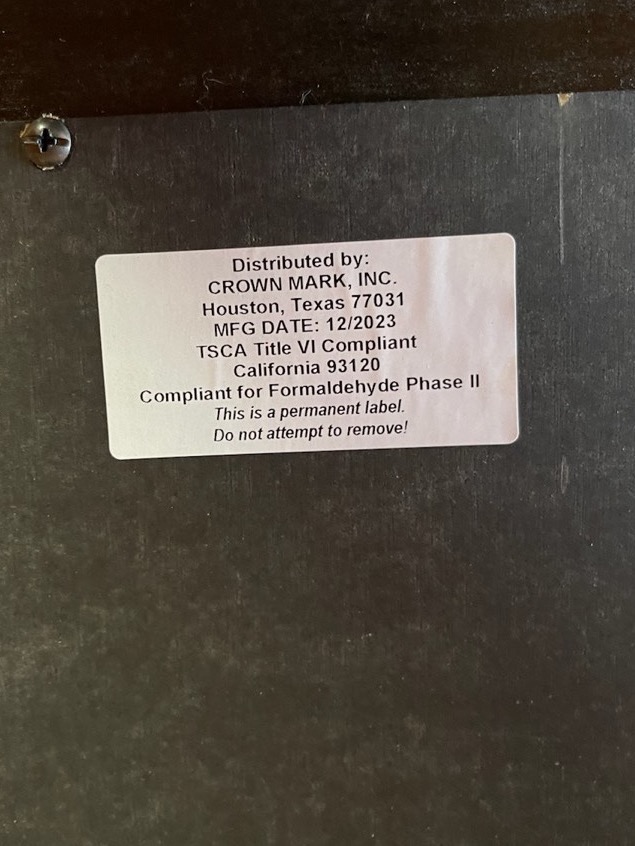 Distributed by:
CROWN MARK, INC.
Houston, Texas 77031
MFG DATE: 12/2023
TSCA Title VI Compliant
California 93120
Compliant for Formaldehyde Phase II
This is a permanent label.
Do not attempt to remove!